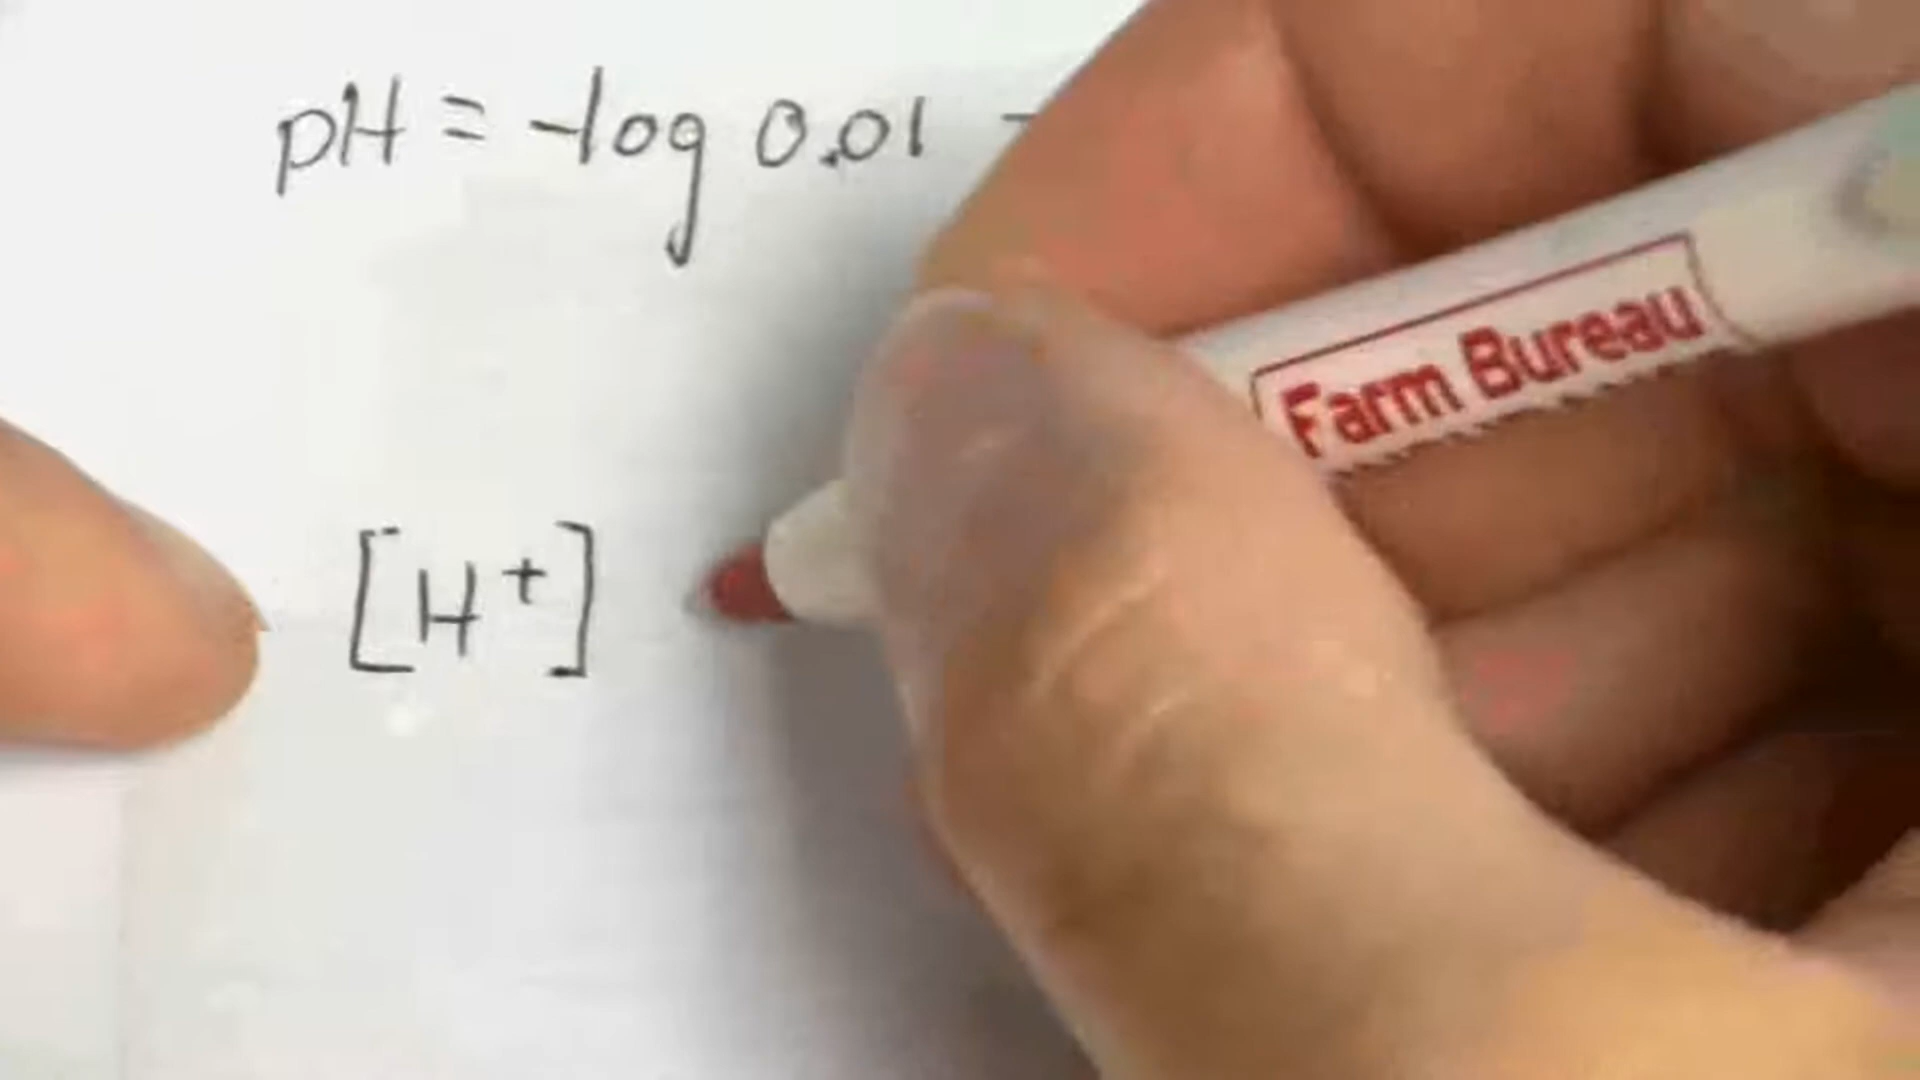 pH = -log 0.01
Farm Bureau
[H⁺]